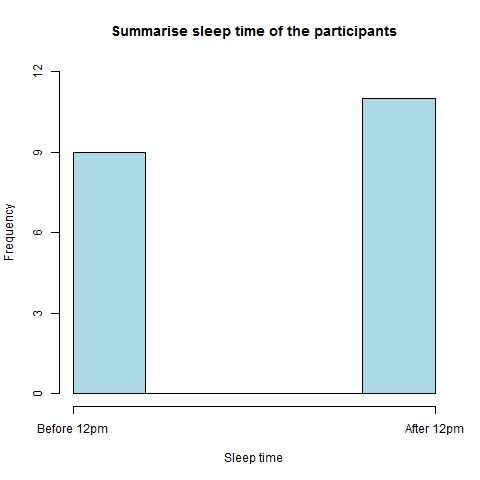 Summarise sleep time of the participants
12
9
6
3
0
Frequency
Before 12pm
After 12pm
Sleep time